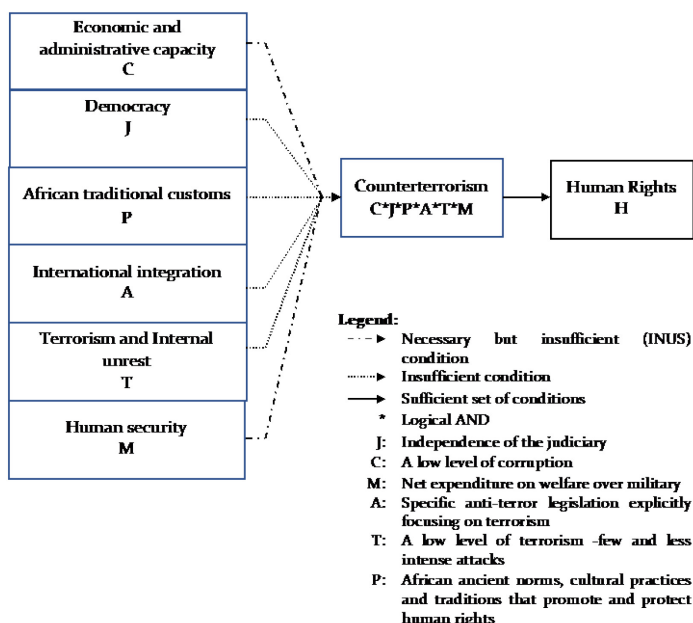 Economic and
administrative capacity
C
Democracy
J
African traditional customs
P
International integration
A
Terrorism and Internal
unrest
T
Human security
M
Counterterrorism
C*J*P*A*T*M
Human Rights
H
Legend:
Necessary but insufficient (INUS)
condition
Insufficient condition
Sufficient set of conditions
* Logical AND
J: Independence of the judiciary
C: A low level of corruption
M: Net expenditure on welfare over military
A: Specific anti-terror legislation explicitly
focusing on terrorism
T: A low level of terrorism -few and less
intense attacks
P: African ancient norms, cultural practices
and traditions that promote and protect
human rights